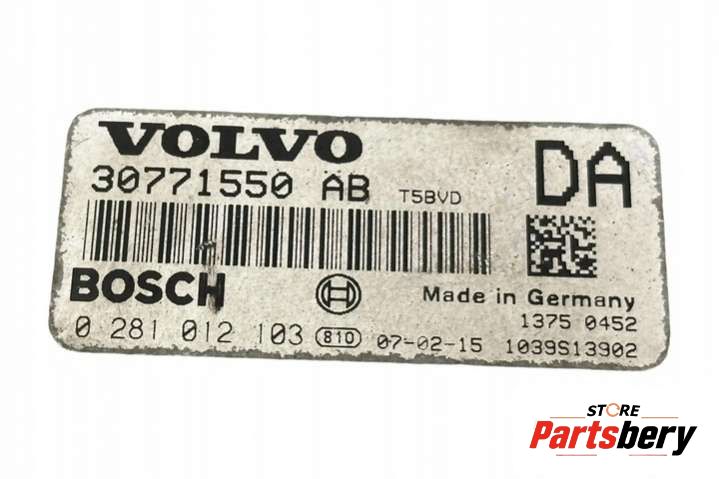 VOLVO DA
30771550 AB T5BVD
BOSCH Made in Germany
1375 0452
0 281 012 103 810 07-02-15 1039S13902
STORE
Partsbery